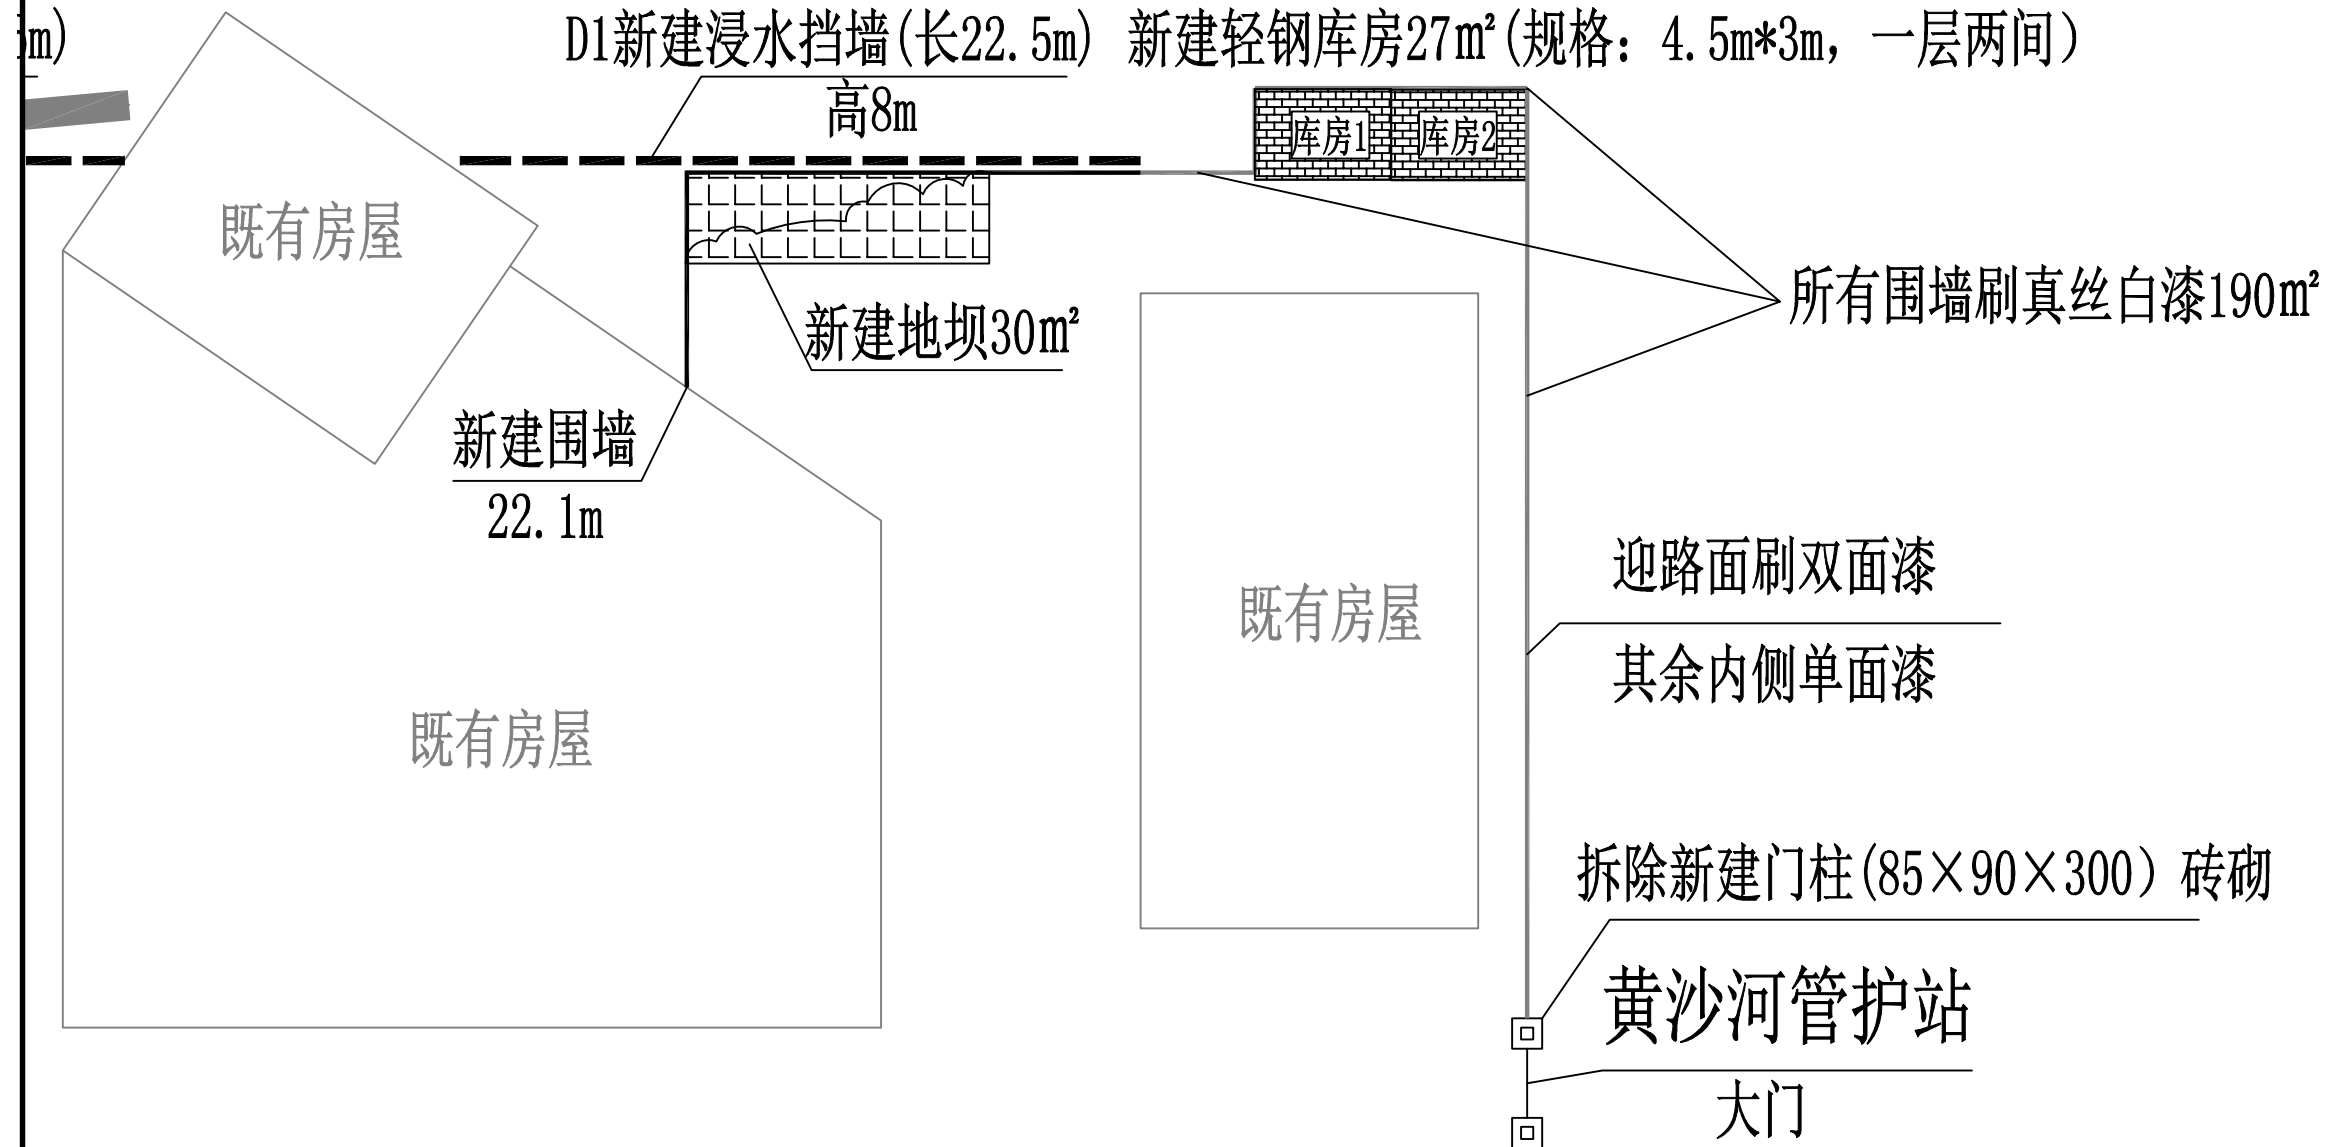 m)
D1新建浸水挡墙(长22.5m)
高8m
新建轻钢库房27㎡(规格：4.5m*3m，一层两间）
库房1
库房2
既有房屋
新建地坝30㎡
所有围墙刷真丝白漆190㎡
新建围墙
22.1m
迎路面刷双面漆
其余内侧单面漆
既有房屋
既有房屋
拆除新建门柱(85×90×300）砖砌
黄沙河管护站
大门